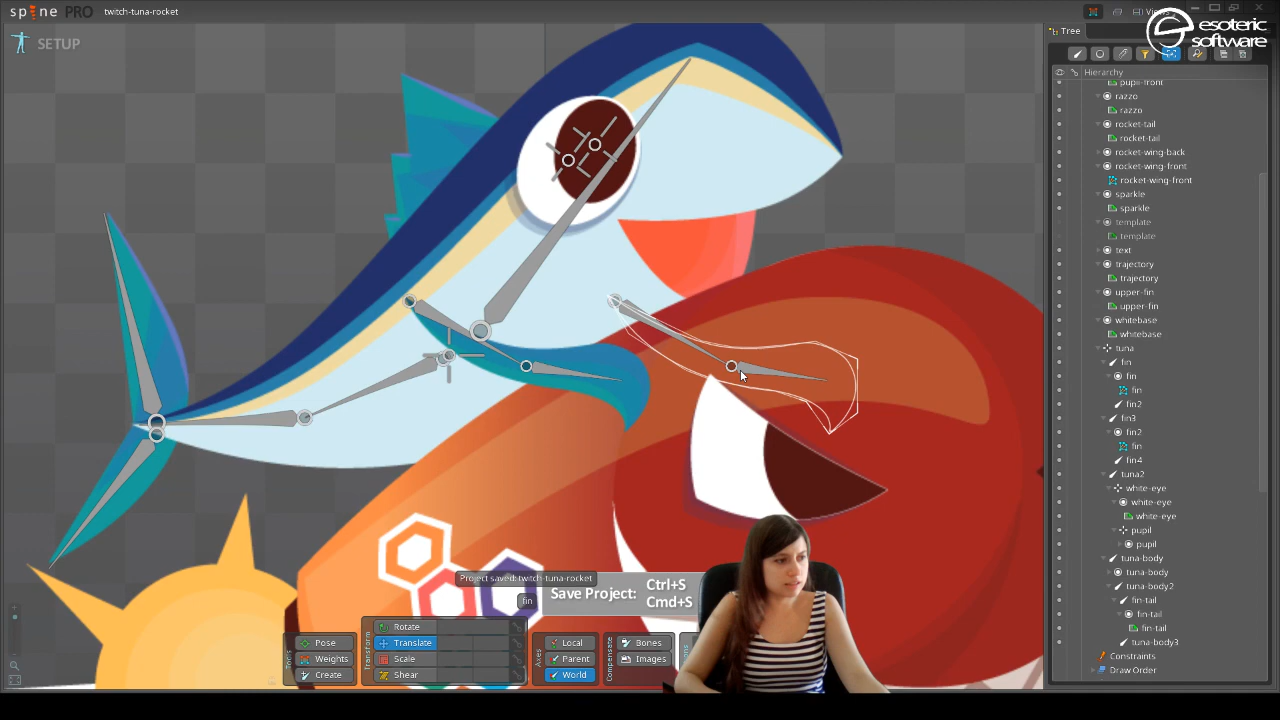 spine PRO
twitch-tuna-rocket
Views
esoteric
software
SETUP
Tree
Hierarchy
pupil-front
razzo
razzo
rocket-tail
rocket-tail
rocket-wing-back
rocket-wing-front
rocket-wing-front
sparkle
sparkle
template
template
text
trajectory
trajectory
upper-fin
upper-fin
whitebase
whitebase
tuna
fin
fin
fin
fin2
fin3
fin2
fin
fin4
tuna2
white-eye
white-eye
white-eye
pupil
pupil
tuna-body
tuna-body
tuna-body2
fin-tail
fin-tail
fin-tail
tuna-body3
Constraints
Draw Order
Project saved: twitch-tuna-rocket
fin
Save Project:
Ctrl+S
Cmd+S
Tools
Pose
Weights
Create
Transform
Rotate
Translate
Scale
Shear
Axes
Local
Parent
World
Compensate
Bones
Images